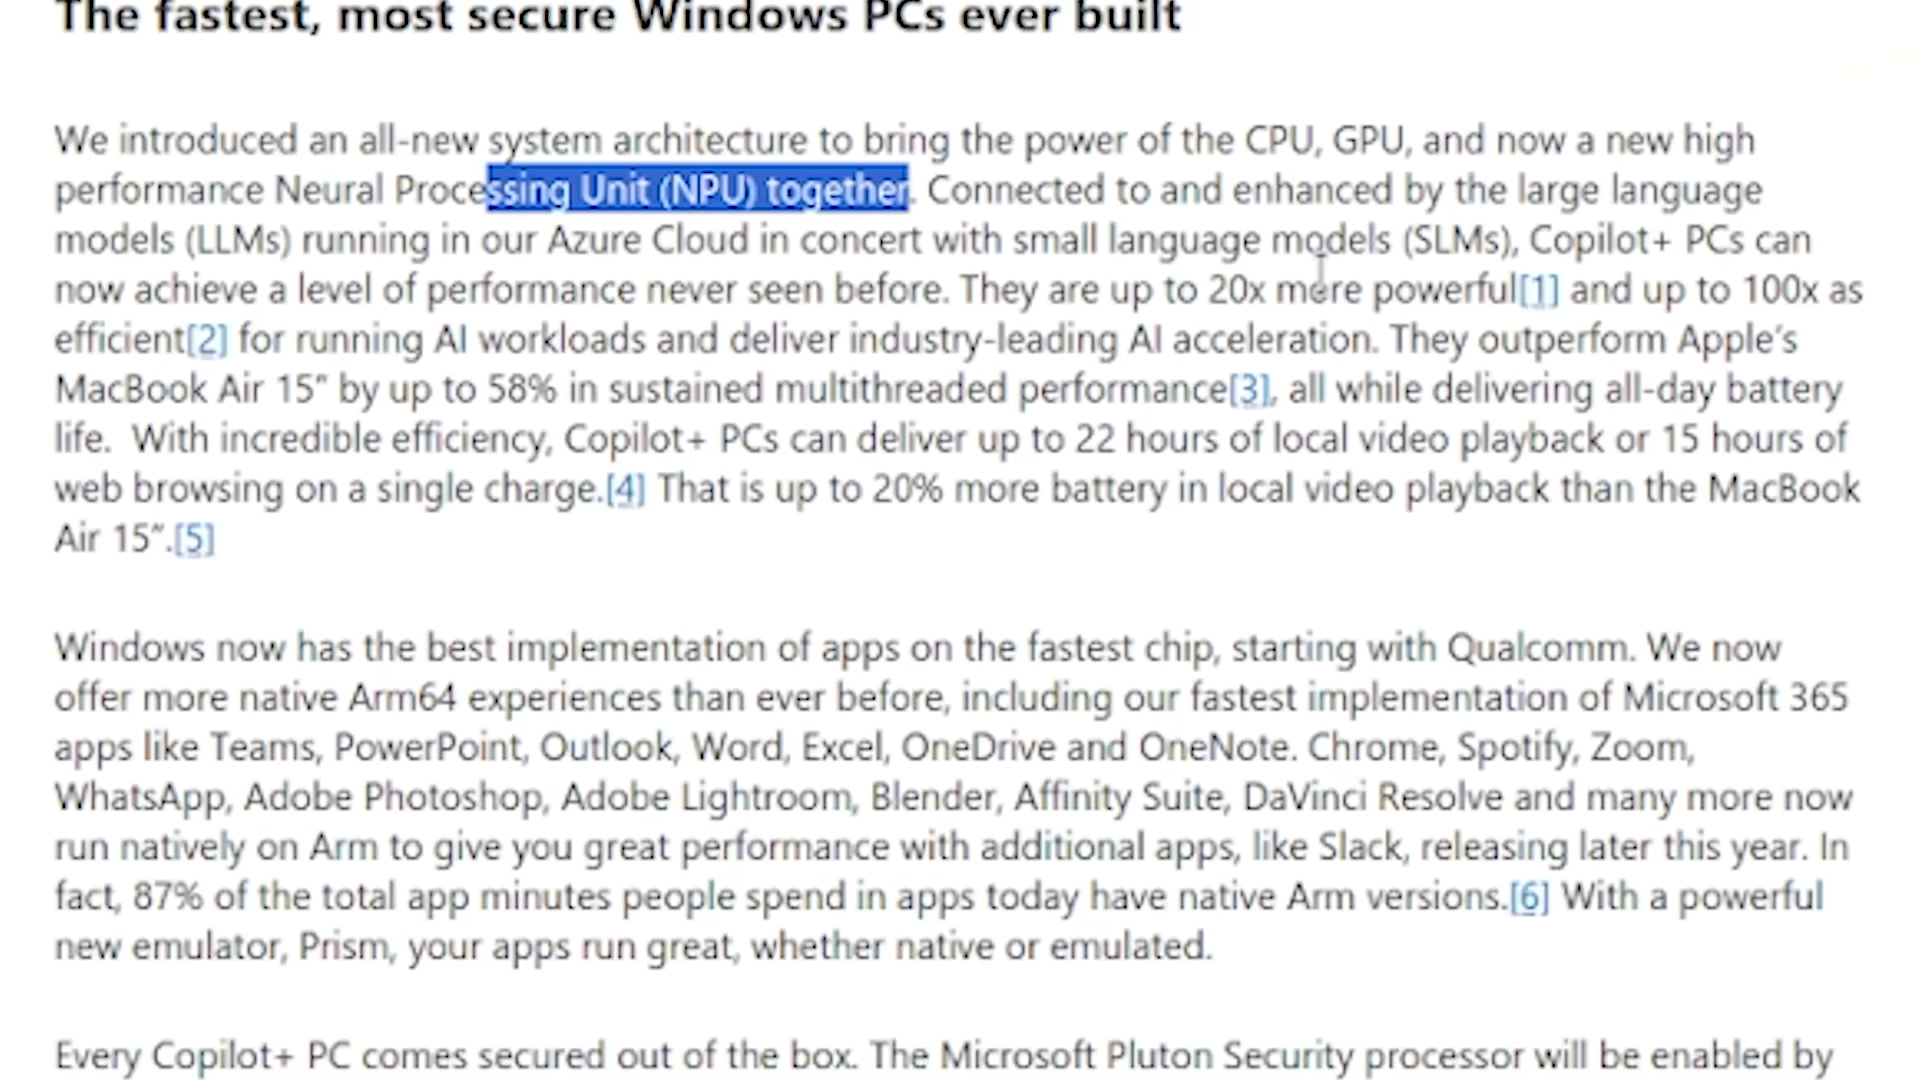 The fastest, most secure Windows PCs ever built
We introduced an all-new system architecture to bring the power of the CPU, GPU, and now a new high
performance Neural Processing Unit (NPU) together. Connected to and enhanced by the large language
models (LLMs) running in our Azure Cloud in concert with small language models (SLMs), Copilot+ PCs can
now achieve a level of performance never seen before. They are up to 20x more powerful[1] and up to 100x as
efficient[2] for running AI workloads and deliver industry-leading AI acceleration. They outperform Apple’s
MacBook Air 15” by up to 58% in sustained multithreaded performance[3], all while delivering all-day battery
life.  With incredible efficiency, Copilot+ PCs can deliver up to 22 hours of local video playback or 15 hours of
web browsing on a single charge.[4] That is up to 20% more battery in local video playback than the MacBook
Air 15”.[5]
Windows now has the best implementation of apps on the fastest chip, starting with Qualcomm. We now
offer more native Arm64 experiences than ever before, including our fastest implementation of Microsoft 365
apps like Teams, PowerPoint, Outlook, Word, Excel, OneDrive and OneNote. Chrome, Spotify, Zoom,
WhatsApp, Adobe Photoshop, Adobe Lightroom, Blender, Affinity Suite, DaVinci Resolve and many more now
run natively on Arm to give you great performance with additional apps, like Slack, releasing later this year. In
fact, 87% of the total app minutes people spend in apps today have native Arm versions.[6] With a powerful
new emulator, Prism, your apps run great, whether native or emulated.
Every Copilot+ PC comes secured out of the box. The Microsoft Pluton Security processor will be enabled by